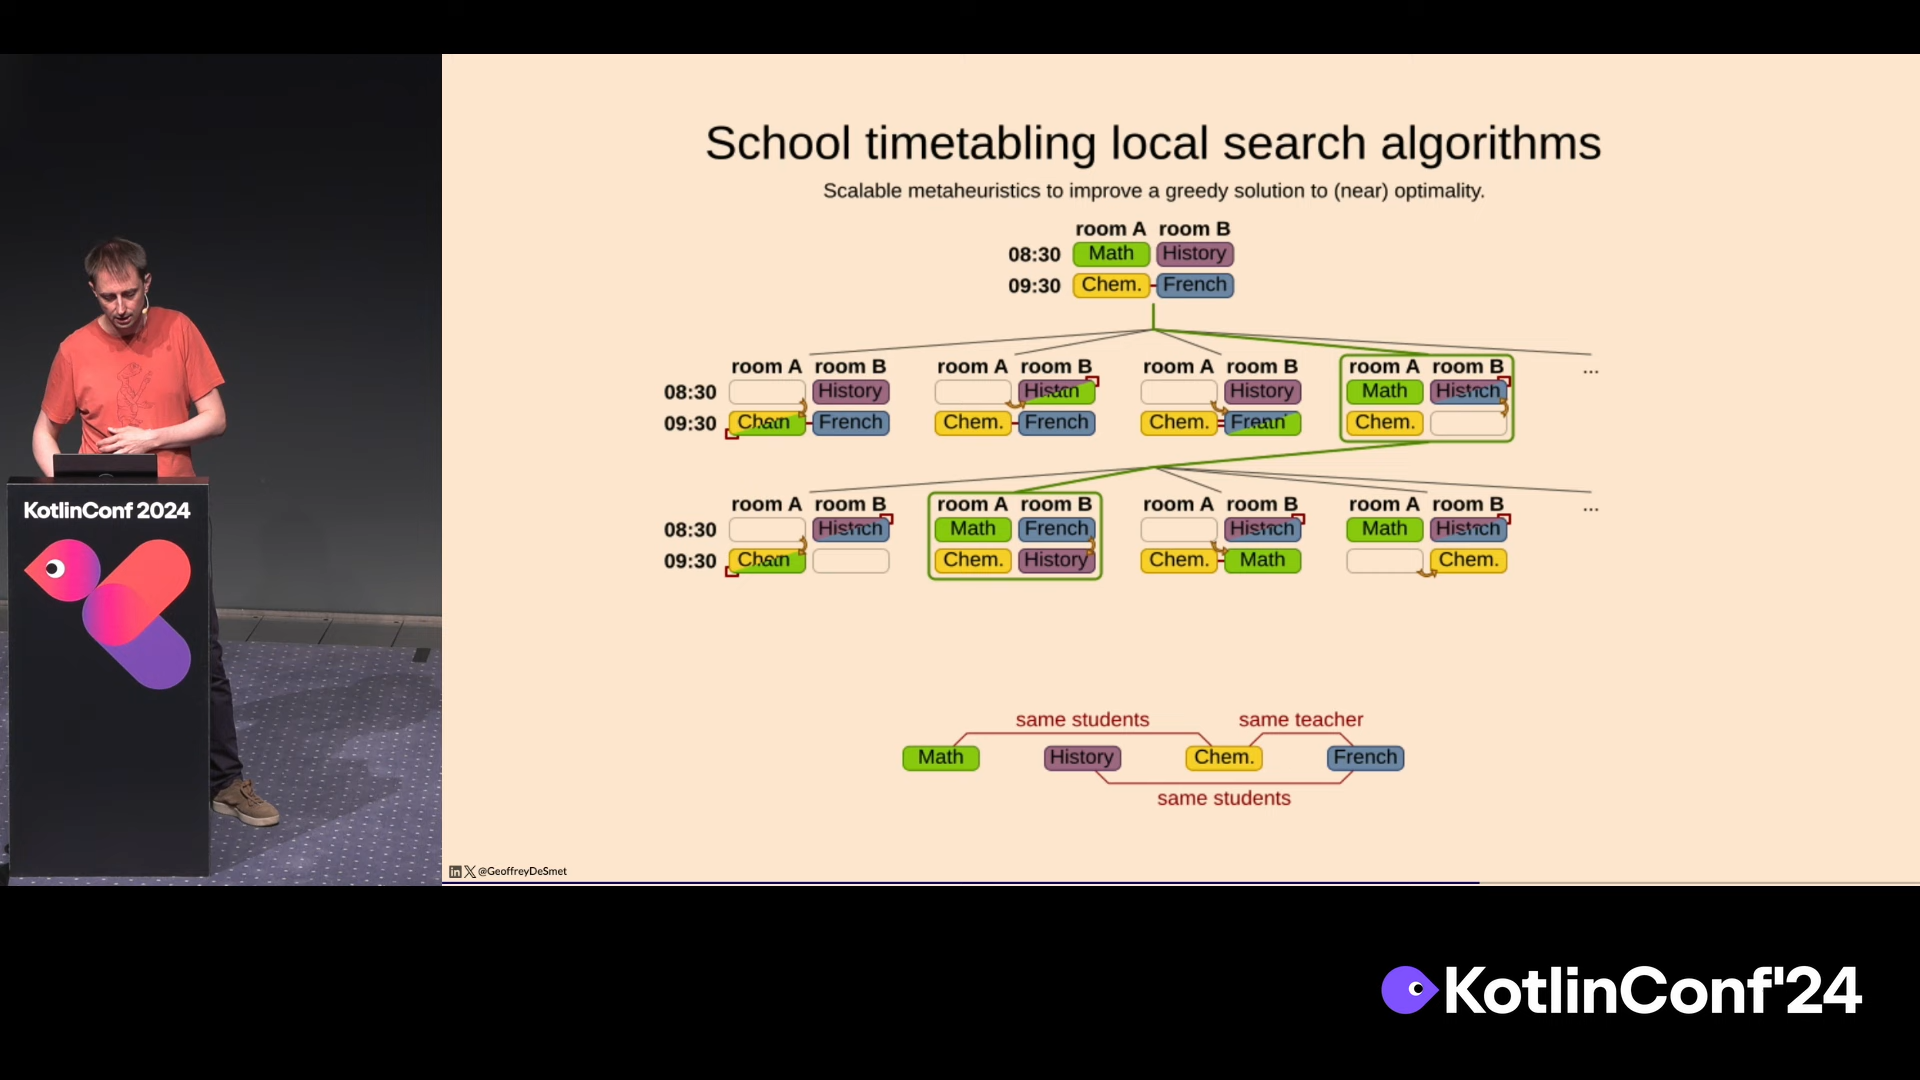 School timetabling local search algorithms
Scalable metaheuristics to improve a greedy solution to (near) optimality.
room A room B
08:30 Math History
09:30 Chem. French
room A room B room A room B room A room B room A room B
08:30 History History Math
...
09:30 French Chem. French Chem. Chem.
room A room B room A room B room A room B room A room B
08:30 Math French Math
...
09:30 Chem. History Chem. Math Chem.
same students same teacher
Math History Chem. French
same students
@GeoffreyDeSmet
KotlinConf 2024
KotlinConf'24